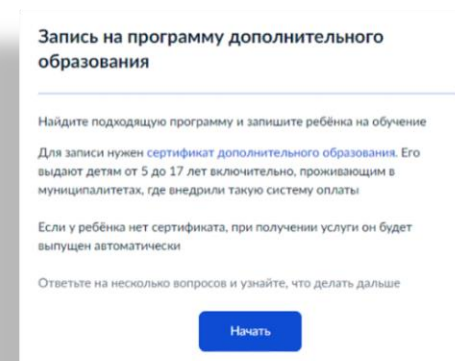 Запись на программу дополнительного
образования
Найдите подходящую программу и запишите ребёнка на обучение
Для записи нужен сертификат дополнительного образования. Его
выдают детям от 5 до 17 лет включительно, проживающим в
муниципалитетах, где внедрили такую систему оплаты
Если у ребёнка нет сертификата, при получении услуги он будет
выпущен автоматически
Ответьте на несколько вопросов и узнайте, что делать дальше
Начать